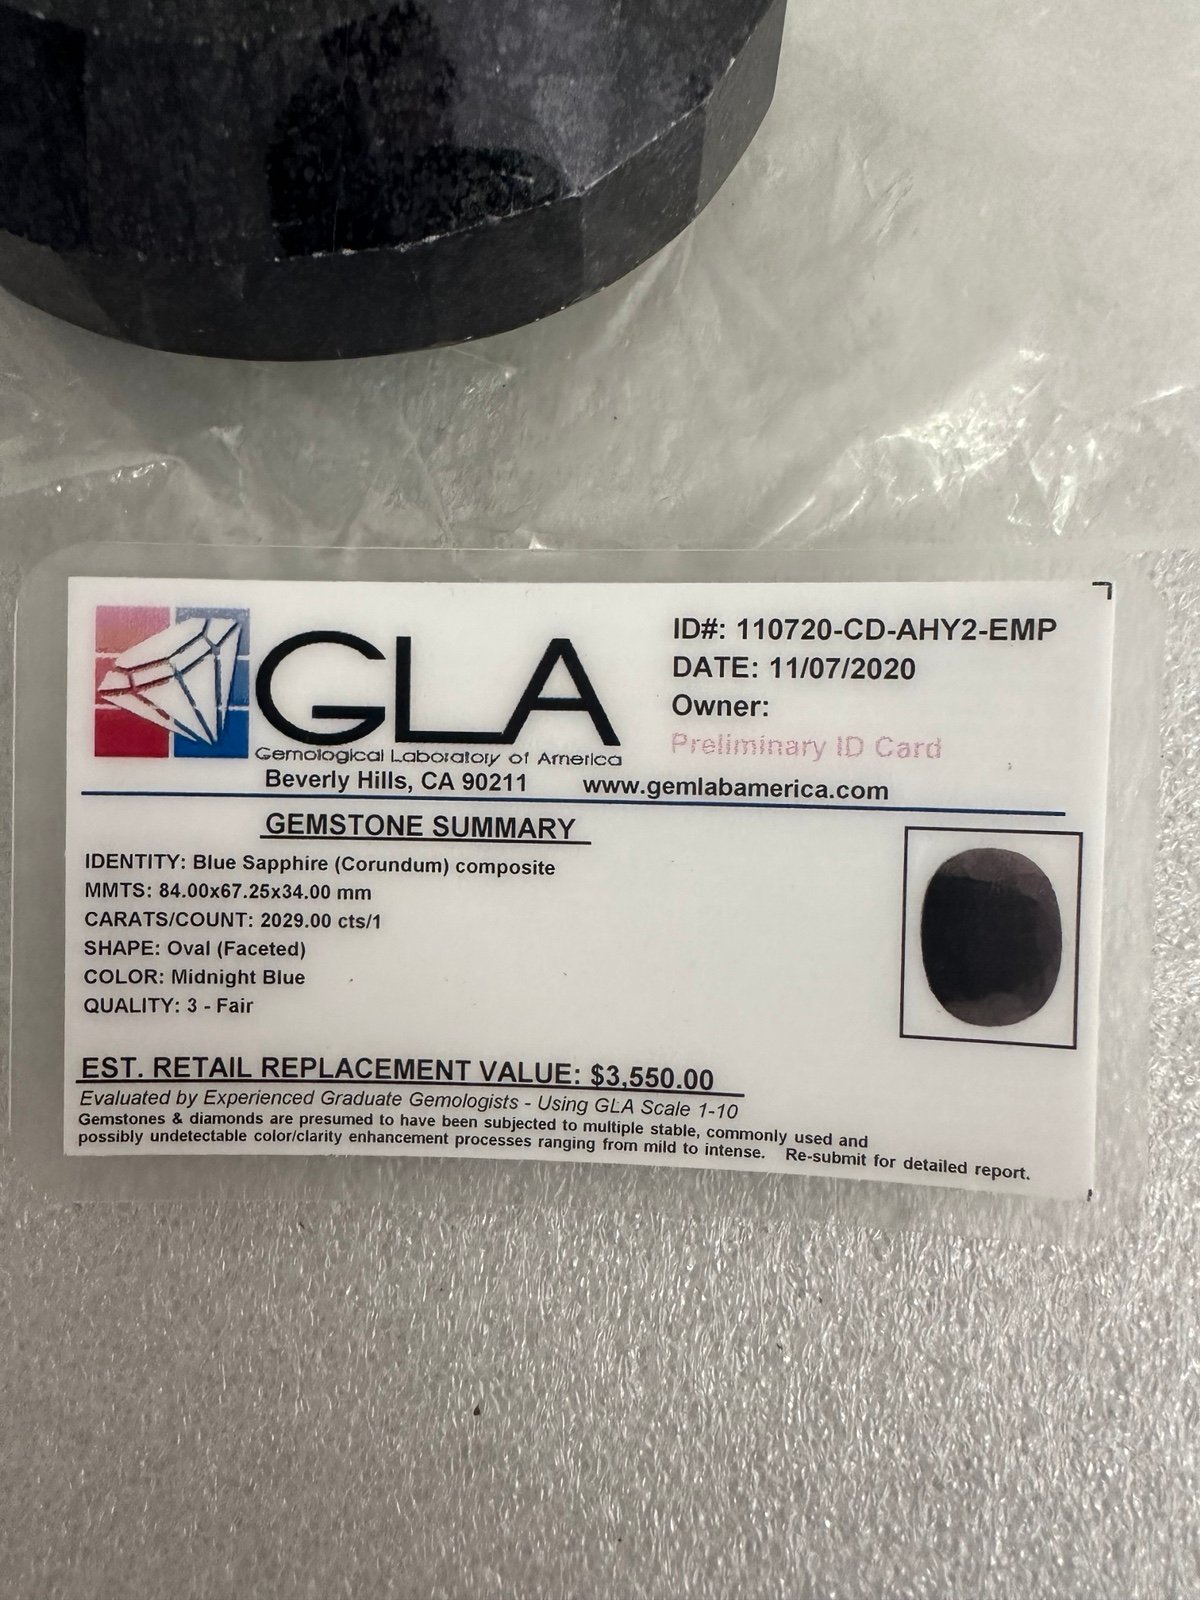 GLA
Gemological Laboratory of America
Beverly Hills, CA 90211 www.gemlabamerica.com
ID#: 110720-CD-AHY2-EMP
DATE: 11/07/2020
Owner:
Preliminary ID Card
GEMSTONE SUMMARY
IDENTITY: Blue Sapphire (Corundum) composite
MMTS: 84.00x67.25x34.00 mm
CARATS/COUNT: 2029.00 cts/1
SHAPE: Oval (Faceted)
COLOR: Midnight Blue
QUALITY: 3 - Fair
EST. RETAIL REPLACEMENT VALUE: $3,550.00
Evaluated by Experienced Graduate Gemologists - Using GLA Scale 1-10
Gemstones & diamonds are presumed to have been subjected to multiple stable, commonly used and
possibly undetectable color/clarity enhancement processes ranging from mild to intense. Re-submit for detailed report.